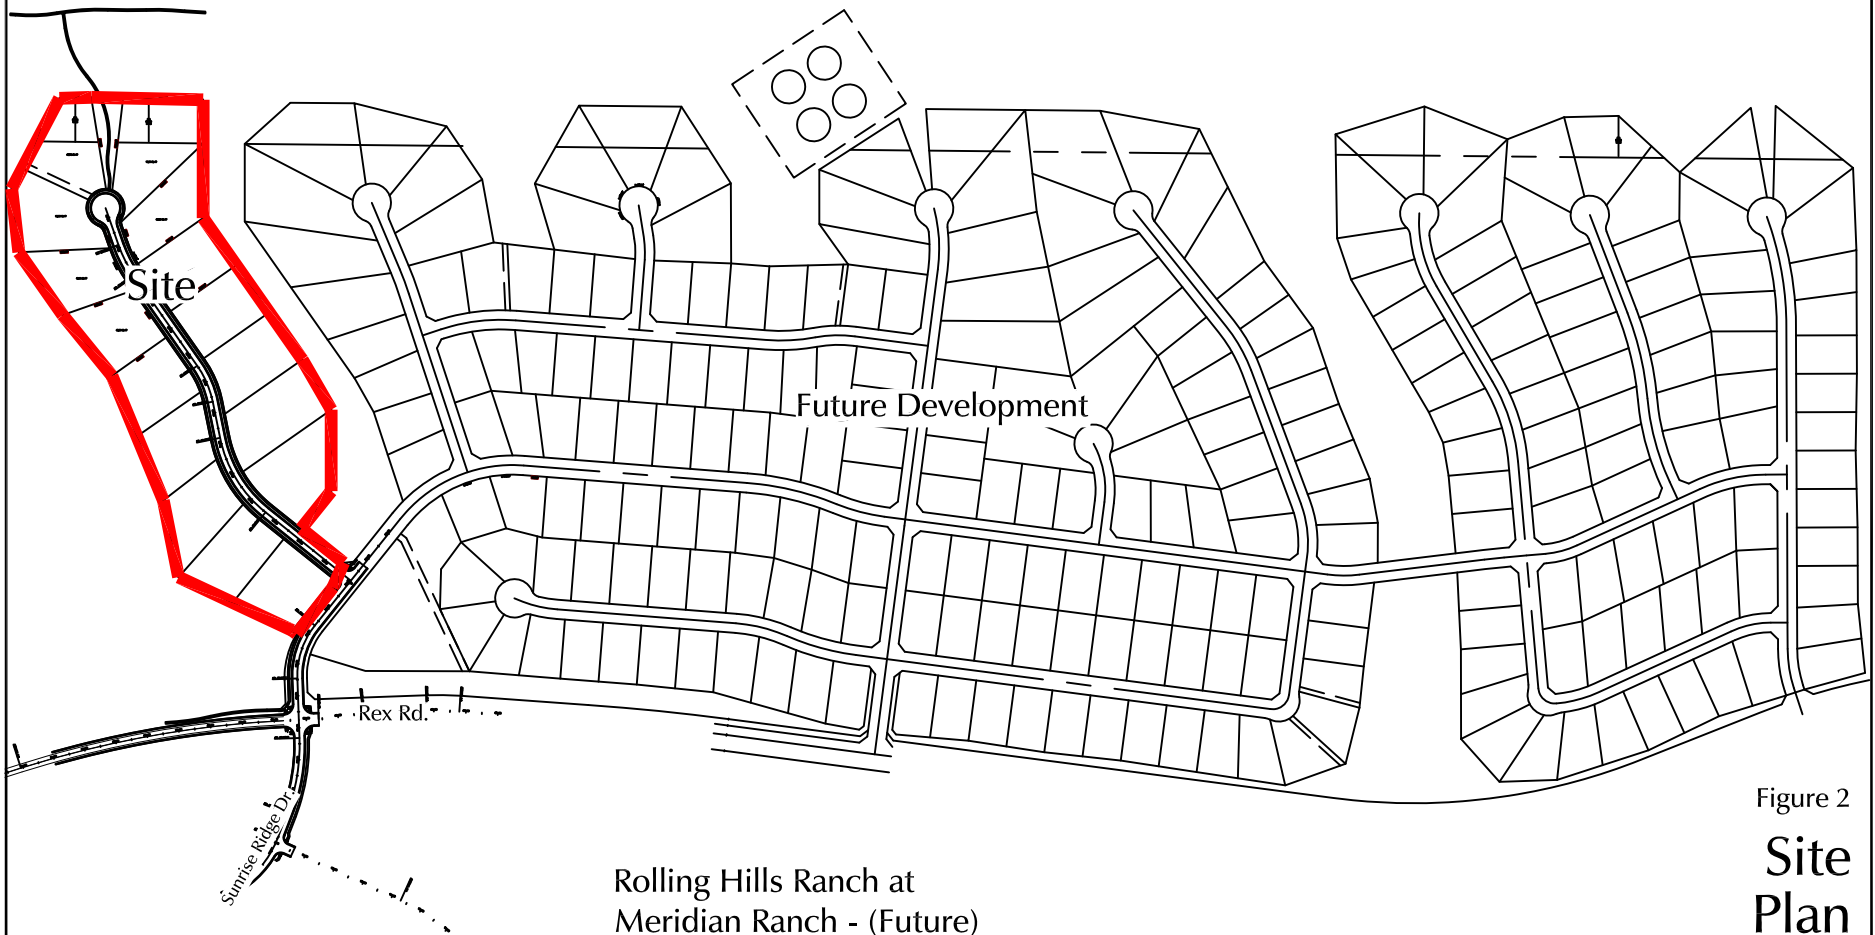 Site
Future Development
Rex Rd.
Sunrise Ridge Dr.
Figure 2
Site
Plan
Rolling Hills Ranch at
Meridian Ranch - (Future)